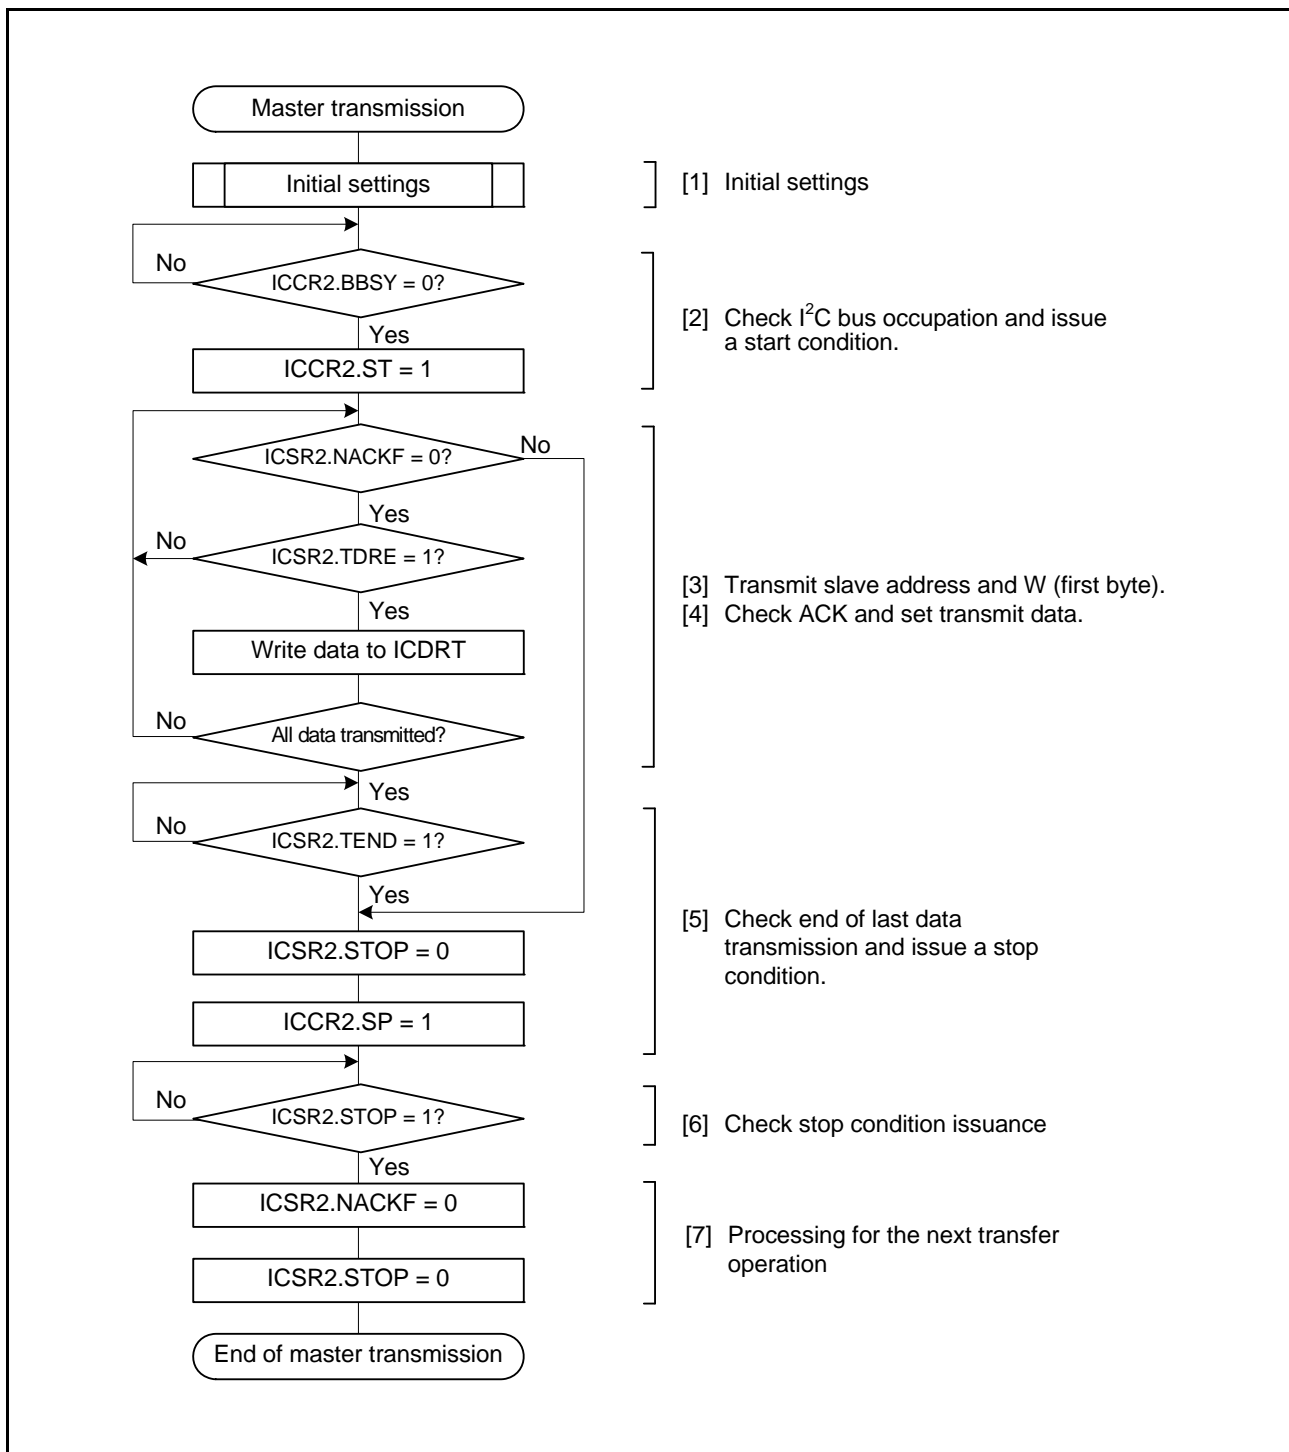 Master transmission
Initial settings
[1] Initial settings
No
ICCR2.BBSY = 0?
Yes
ICCR2.ST = 1
[2] Check I²C bus occupation and issue
a start condition.
ICSR2.NACKF = 0?
No
Yes
No
ICSR2.TDRE = 1?
Yes
Write data to ICDRT
No
All data transmitted?
[3] Transmit slave address and W (first byte).
[4] Check ACK and set transmit data.
Yes
No
ICSR2.TEND = 1?
Yes
ICSR2.STOP = 0
ICCR2.SP = 1
[5] Check end of last data
transmission and issue a stop
condition.
No
ICSR2.STOP = 1?
[6] Check stop condition issuance
Yes
ICSR2.NACKF = 0
ICSR2.STOP = 0
[7] Processing for the next transfer
operation
End of master transmission